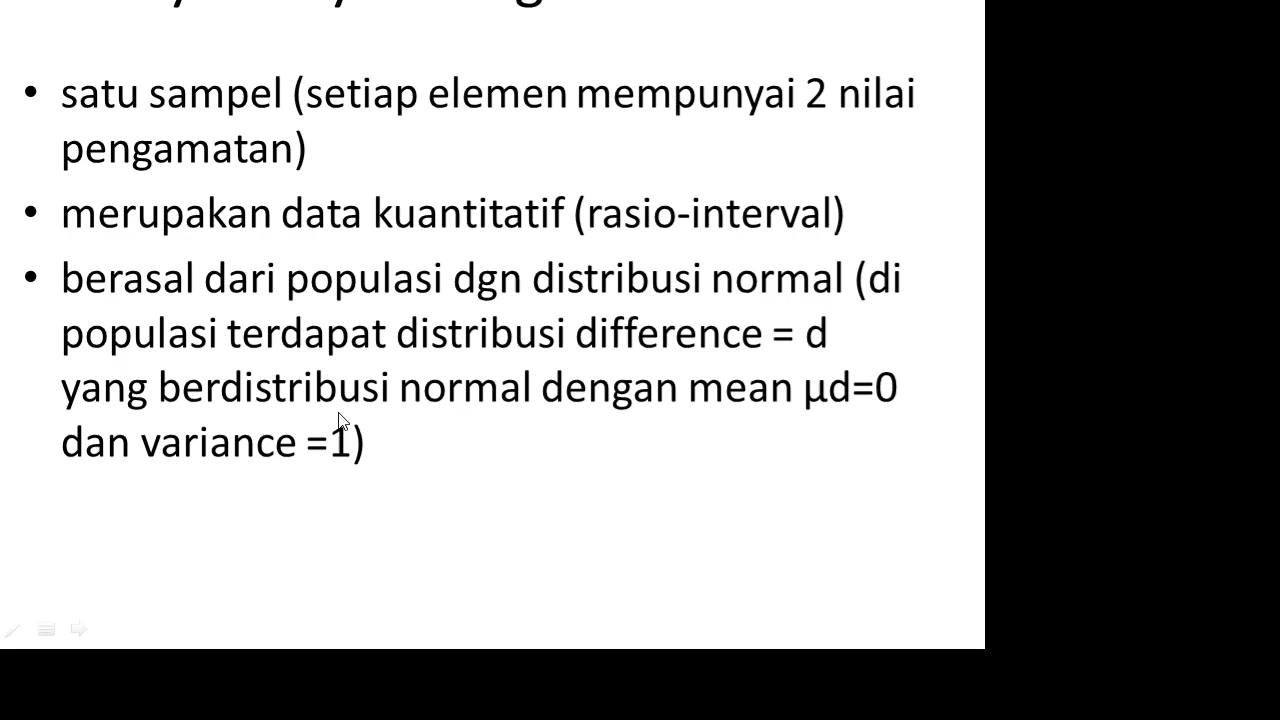 • satu sampel (setiap elemen mempunyai 2 nilai
pengamatan)
• merupakan data kuantitatif (rasio-interval)
• berasal dari populasi dgn distribusi normal (di
populasi terdapat distribusi difference = d
yang berdistribusi normal dengan mean µd=0
dan variance =1)